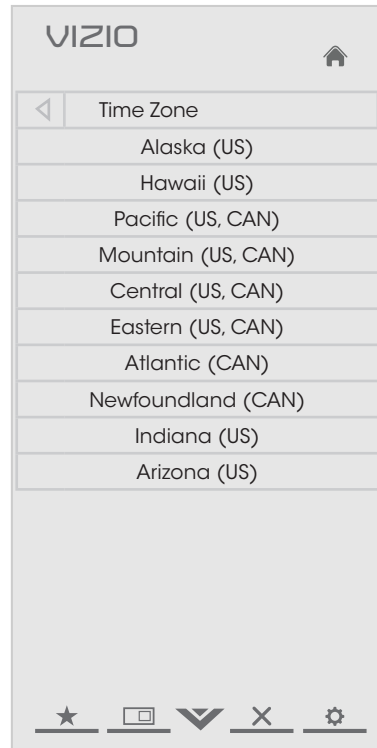 VIZIO
Time Zone
Alaska (US)
Hawaii (US)
Pacific (US, CAN)
Mountain (US, CAN)
Central (US, CAN)
Eastern (US, CAN)
Atlantic (CAN)
Newfoundland (CAN)
Indiana (US)
Arizona (US)